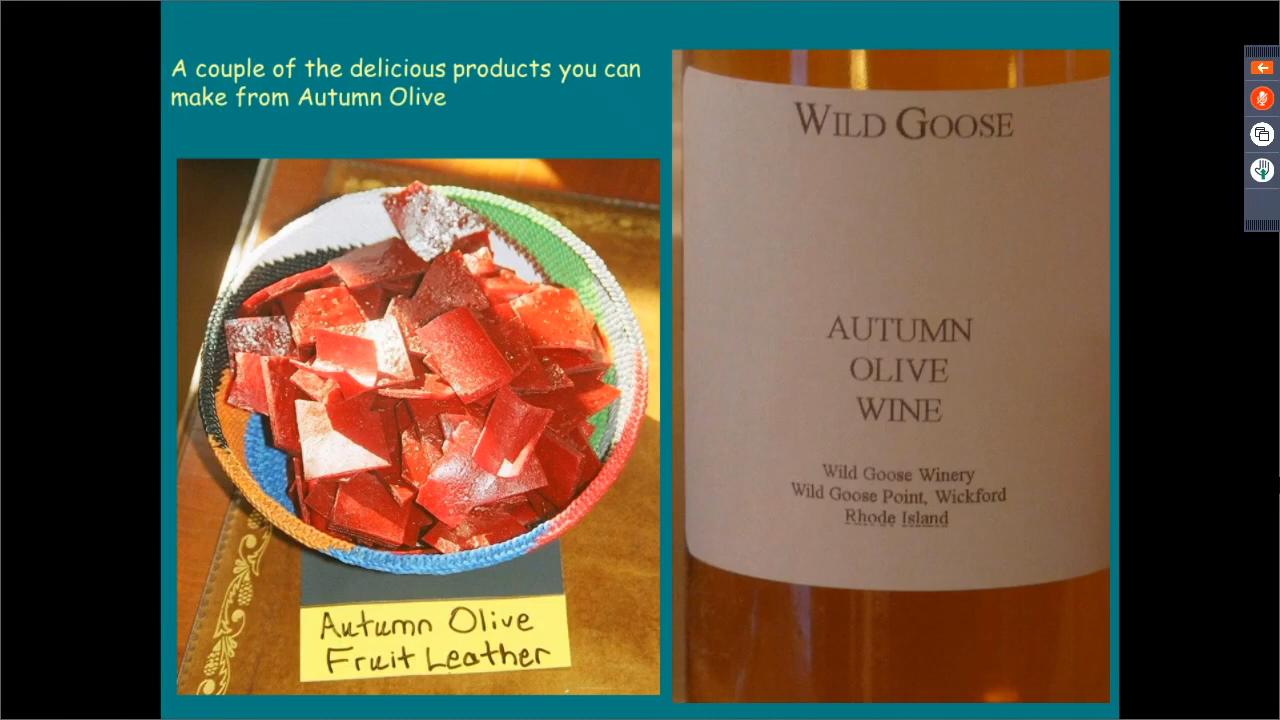 A couple of the delicious products you can
make from Autumn Olive
Autumn Olive
Fruit Leather
WILD GOOSE
AUTUMN
OLIVE
WINE
Wild Goose Winery
Wild Goose Point, Wickford
Rhode Island